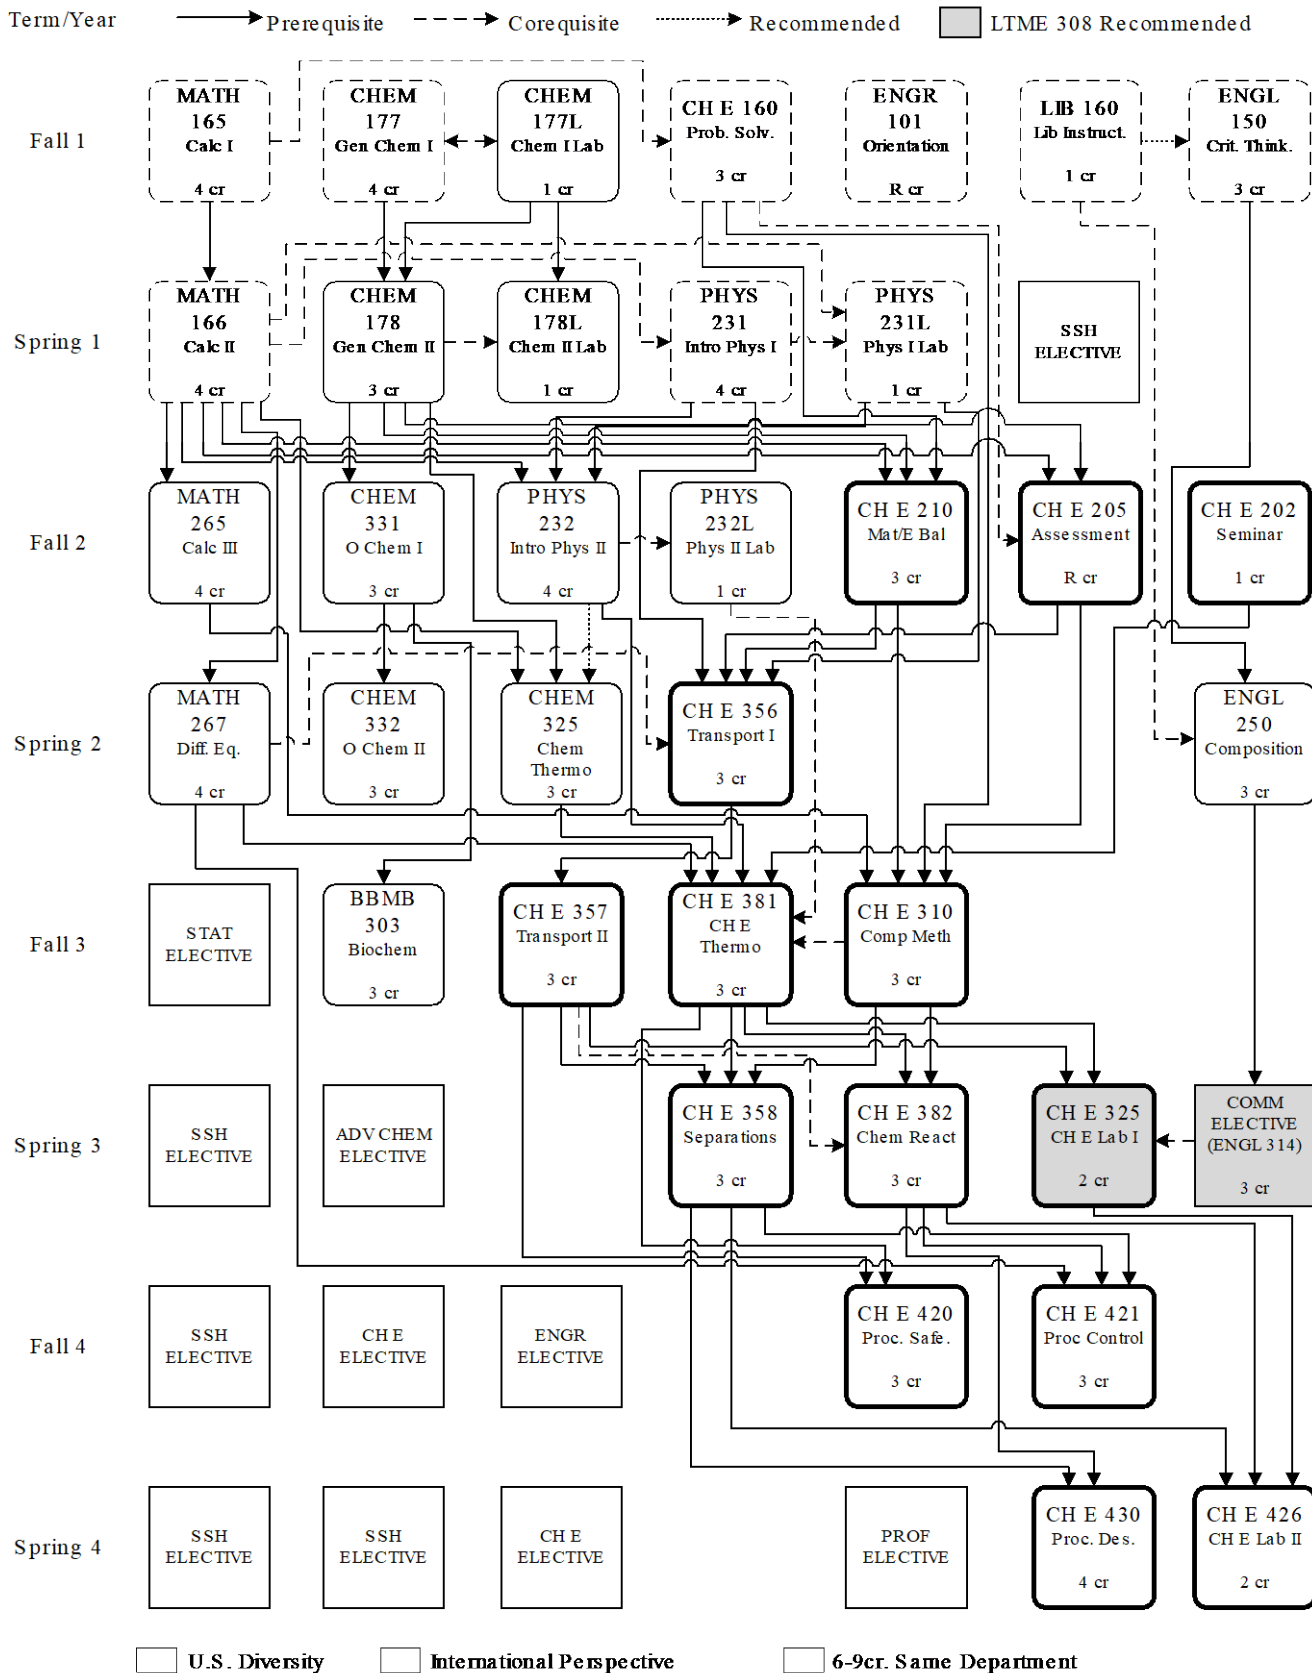 Term/Year
Prerequisite
Corequisite
Recommended
LTME 308 Recommended
Fall 1
MATH
165
Calc I
4 cr
CHEM
177
Gen Chem I
4 cr
CHEM
177L
Chem I Lab
1 cr
CH E 160
Prob. Solv.
3 cr
ENGR
101
Orientation
R cr
LIB 160
Lib Instruct.
1 cr
ENGL
150
Crit. Think.
3 cr
Spring 1
MATH
166
Calc II
4 cr
CHEM
178
Gen Chem II
3 cr
CHEM
178L
Chem II Lab
1 cr
PHYS
231
Intro Phys I
4 cr
PHYS
231L
Phys I Lab
1 cr
SSH
ELECTIVE
Fall 2
MATH
265
Calc III
4 cr
CHEM
331
O Chem I
3 cr
PHYS
232
Intro Phys II
4 cr
PHYS
232L
Phys II Lab
1 cr
CH E 210
Mat/E Bal
3 cr
CH E 205
Assessment
R cr
CH E 202
Seminar
1 cr
Spring 2
MATH
267
Diff. Eq.
4 cr
CHEM
332
O Chem II
3 cr
CHEM
325
Chem
Thermo
3 cr
CH E 356
Transport I
3 cr
ENGL
250
Composition
3 cr
Fall 3
STAT
ELECTIVE
BBMB
303
Biochem
3 cr
CH E 357
Transport II
3 cr
CH E 381
CH E
Thermo
3 cr
CH E 310
Comp Meth
3 cr
Spring 3
SSH
ELECTIVE
ADV CHEM
ELECTIVE
CH E 358
Separations
3 cr
CH E 382
Chem React
3 cr
CH E 325
CH E Lab I
2 cr
COMM
ELECTIVE
(ENGL 314)
3 cr
Fall 4
SSH
ELECTIVE
CH E
ELECTIVE
ENGR
ELECTIVE
CH E 420
Proc. Safe.
3 cr
CH E 421
Proc Control
3 cr
Spring 4
SSH
ELECTIVE
SSH
ELECTIVE
CH E
ELECTIVE
PROF
ELECTIVE
CH E 430
Proc. Des.
4 cr
CH E 426
CH E Lab II
2 cr
U.S. Diversity
International Perspective
6-9cr. Same Department